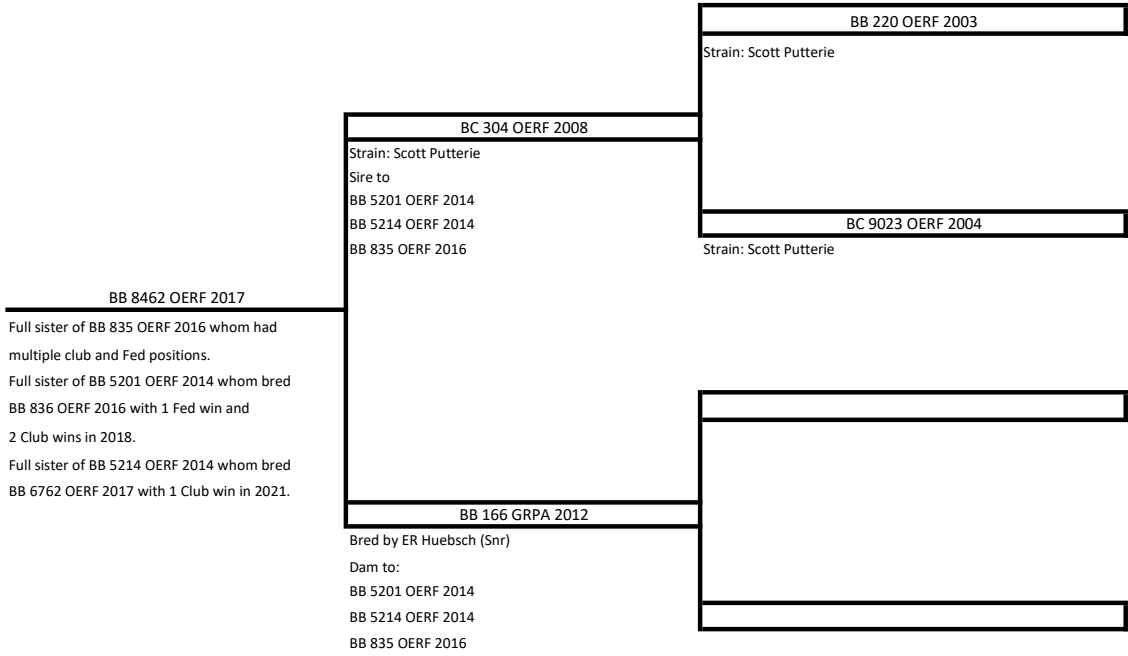 BB 220 OERF 2003
Strain: Scott Putterie
BC 304 OERF 2008
Strain: Scott Putterie
Sire to
BB 5201 OERF 2014
BB 5214 OERF 2014
BB 835 OERF 2016
BC 9023 OERF 2004
Strain: Scott Putterie
BB 8462 OERF 2017
Full sister of BB 835 OERF 2016 whom had
multiple club and Fed positions.
Full sister of BB 5201 OERF 2014 whom bred
BB 836 OERF 2016 with 1 Fed win and
2 Club wins in 2018.
Full sister of BB 5214 OERF 2014 whom bred
BB 6762 OERF 2017 with 1 Club win in 2021.
BB 166 GRPA 2012
Bred by ER Huebsch (Snr)
Dam to:
BB 5201 OERF 2014
BB 5214 OERF 2014
BB 835 OERF 2016